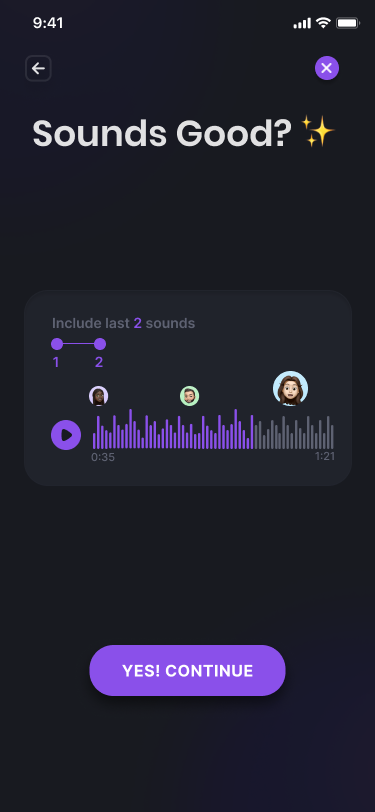 9:41
Sounds Good? ✨
Include last 2 sounds
1 2
0:35 1:21
YES! CONTINUE